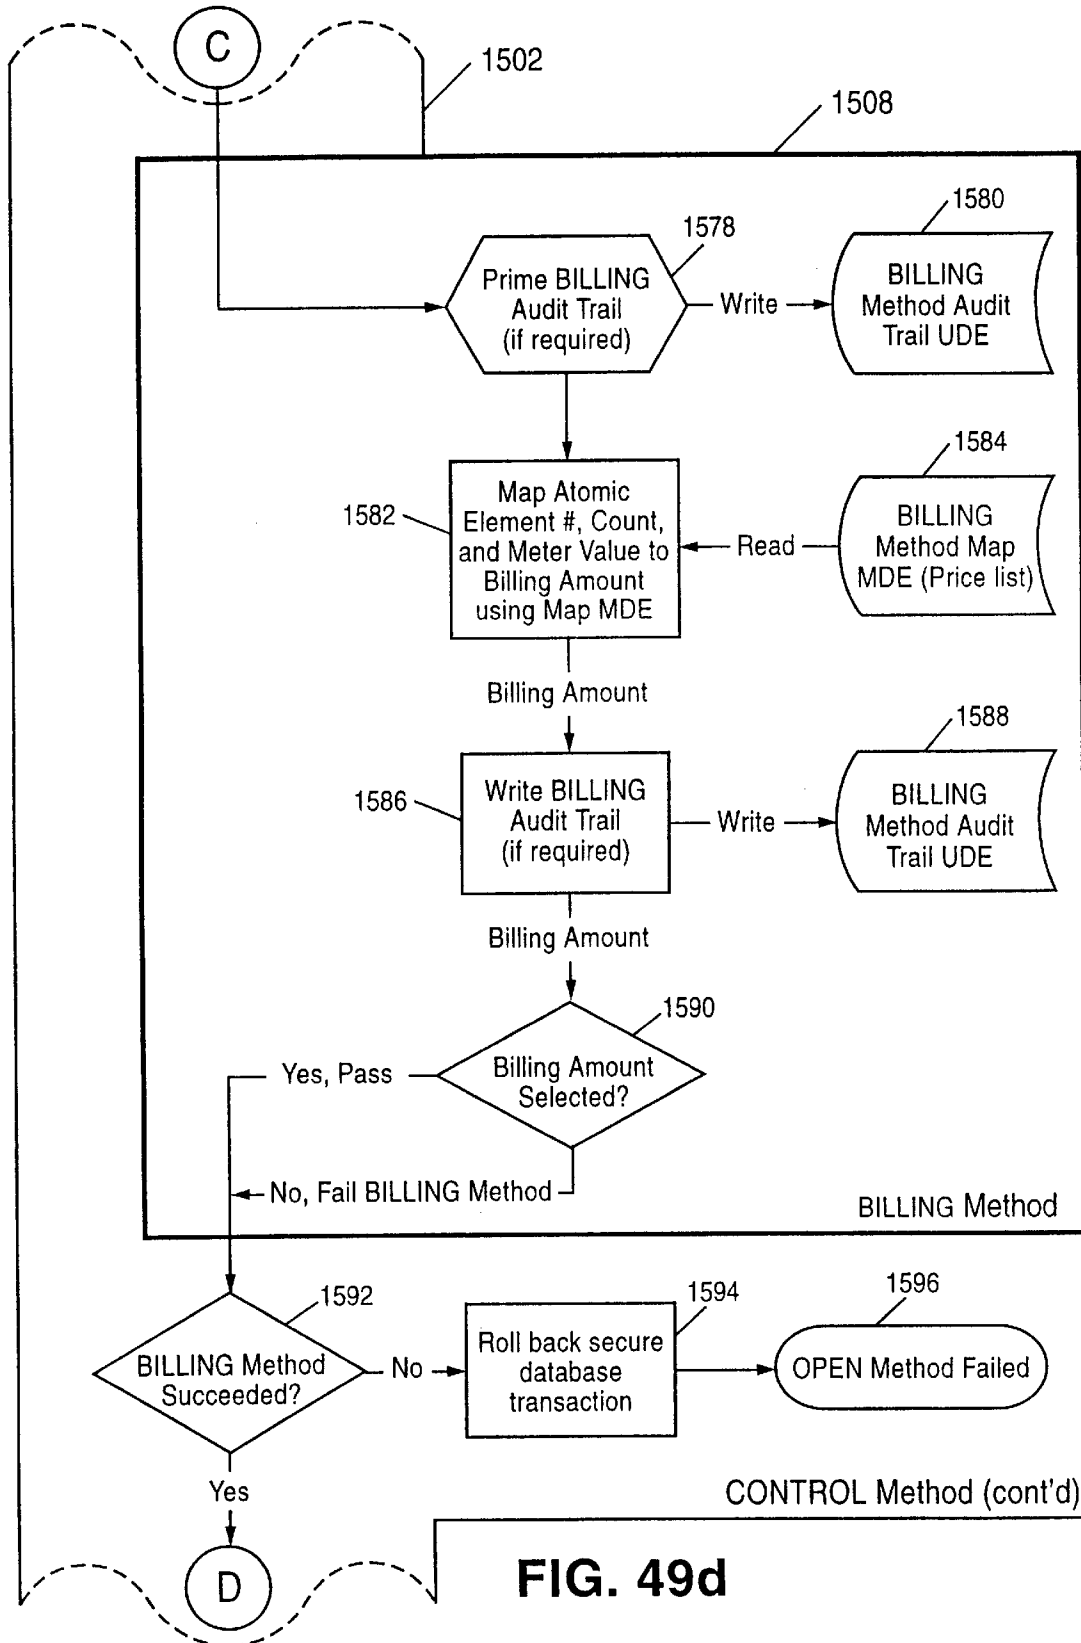 C
1502
1508
1580
1578
Prime BILLING
Audit Trail
(if required)
Write
BILLING
Method Audit
Trail UDE
1584
1582
Map Atomic
Element #, Count,
and Meter Value to
Billing Amount
using Map MDE
Read
BILLING
Method Map
MDE (Price list)
Billing Amount
1588
1586
Write BILLING
Audit Trail
(if required)
Write
BILLING
Method Audit
Trail UDE
Billing Amount
1590
Yes, Pass
Billing Amount
Selected?
No, Fail BILLING Method
BILLING Method
1592
1594
1596
BILLING Method
Succeeded?
No
Roll back secure
database
transaction
OPEN Method Failed
Yes
CONTROL Method (cont'd)
D
FIG. 49d